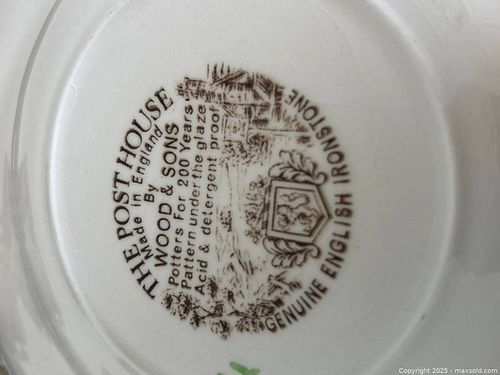 THE POST HOUSE
Made in England
By
WOOD & SONS
Potters For 200 Years
Pattern under the glaze
Acid & detergent proof
GENUINE ENGLISH IRONSTONE
Copyright 2025 - maxsold.com